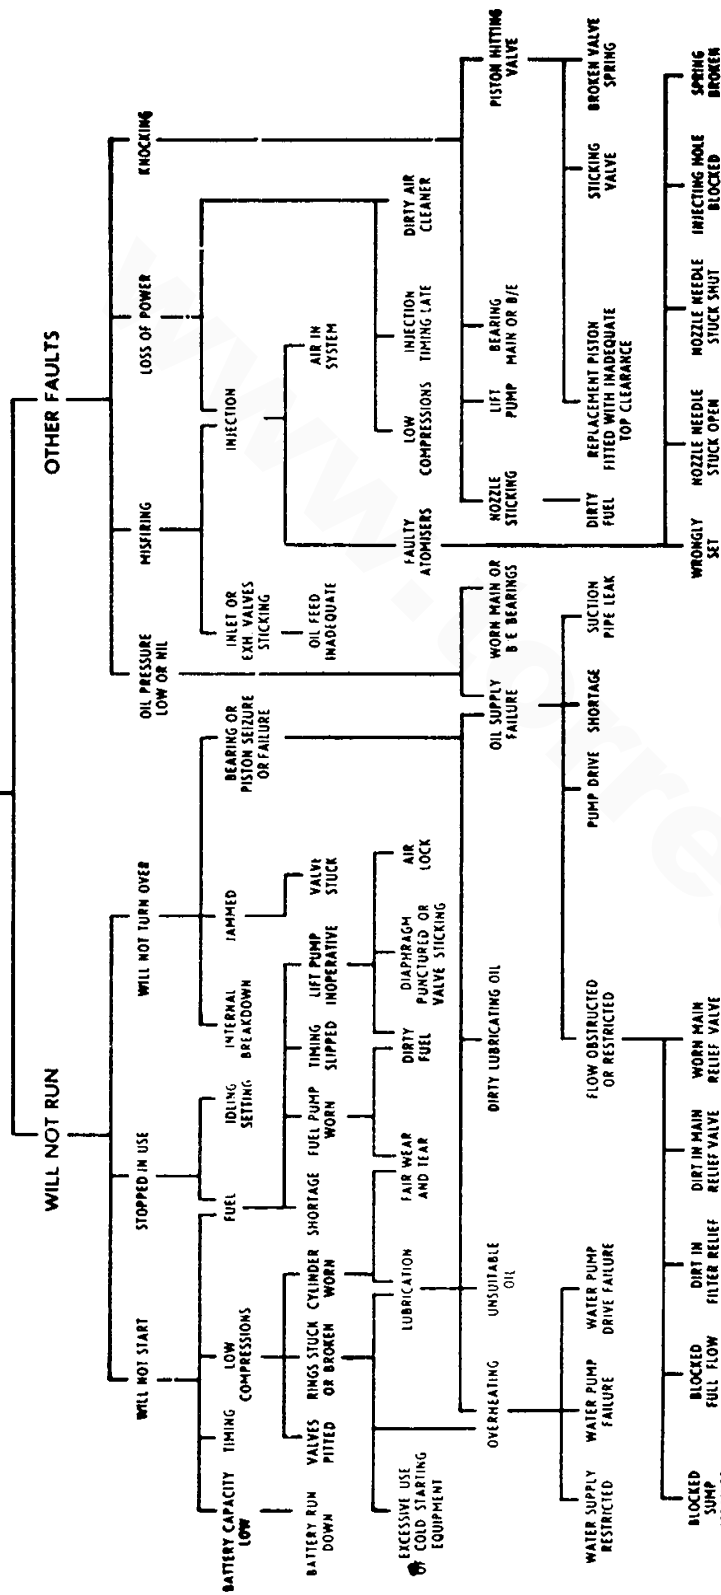 WILL NOT RUN
OTHER FAULTS
WILL NOT START
STOPPED IN USE
WILL NOT TURN OVER
OIL PRESSURE
LOW OR NIL
MISFIRING
LOSS OF POWER
KNOCKING
BATTERY CAPACITY
LOW
TIMING
LOW
COMPRESSIONS
FUEL
IDLING
SETTING
INTERNAL
BREAKDOWN
JAMMED
BEARING OR
PISTON SEIZURE
OR FAILURE
INLET OR
EXH. VALVES
STICKING
INJECTION
BATTERY RUN
DOWN
VALVES
PITTED
RINGS STUCK
OR BROKEN
CYLINDER
WORN
SHORTAGE
FUEL PUMP
WORN
TIMING
SLIPPED
LIFT PUMP
INOPERATIVE
VALVE
STUCK
OIL FEED
INADEQUATE
AIR IN
SYSTEM
EXCESSIVE USE
OF COLD STARTING
EQUIPMENT
LUBRICATION
FAIR WEAR
AND TEAR
DIRTY
FUEL
DIAPHRAGM
PUNCTURED OR
VALVE STICKING
AIR
LOCK
FAULTY
ATOMISERS
LOW
COMPRESSIONS
INJECTION
TIMING LATE
DIRTY AIR
CLEANER
OVERHEATING
UNSUITABLE
OIL
DIRTY LUBRICATING OIL
OIL SUPPLY
FAILURE
WORN MAIN OR
B E BEARINGS
NOZZLE
STICKING
LIFT
PUMP
BEARING
MAIN OR B/E
PISTON HITTING
VALVE
WATER SUPPLY
RESTRICTED
WATER PUMP
FAILURE
WATER PUMP
DRIVE FAILURE
FLOW OBSTRUCTED
OR RESTRICTED
PUMP DRIVE
SHORTAGE
SUCTION
PIPE LEAK
DIRTY
FUEL
REPLACEMENT PISTON
FITTED WITH INADEQUATE
TOP CLEARANCE
STICKING
VALVE
BROKEN VALVE
SPRING
BLOCKED
SUMP
BLOCKED
FULL FLOW
DIRT IN
FILTER RELIEF
DIRT IN MAIN
RELIEF VALVE
WORN MAIN
RELIEF VALVE
WRONGLY
SET
NOZZLE NEEDLE
STUCK OPEN
NOZZLE NEEDLE
STUCK SHUT
INJECTING HOLE
BLOCKED
SPRING
BROKEN